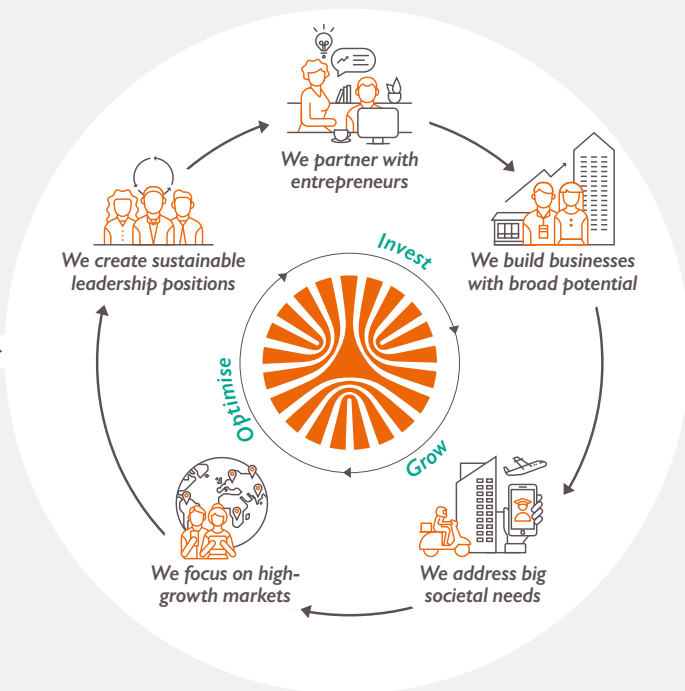 We partner with
entrepreneurs
We build businesses
with broad potential
We address big
societal needs
We focus on high-
growth markets
We create sustainable
leadership positions
Invest
Grow
Optimise